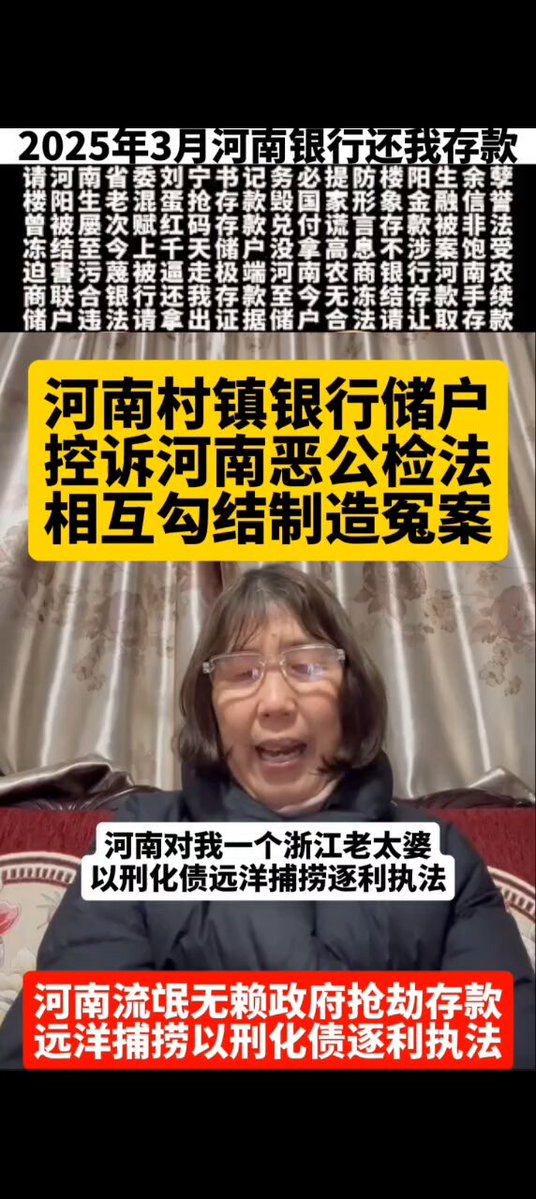 2025年3月河南银行还我存款
请河南省委刘宁书记务必提防楼阳生余孽
楼阳生老混蛋抢存款毁国家形象金融信誉
曾被屡次赋红码存款兑付谎言存款被非法
冻结至今上千天储户没拿高息不涉案饱受
迫害污蔑被逼走极端河南农商银行河南农
商联合银行还我存款至今无冻结存款手续
储户违法请拿出证据储户合法请让取存款
河南村镇银行储户
控诉河南恶公检法
相互勾结制造冤案
河南对我一个浙江老太婆
以刑化债远洋捕捞逐利执法
河南流氓无赖政府抢劫存款
远洋捕捞以刑化债逐利执法